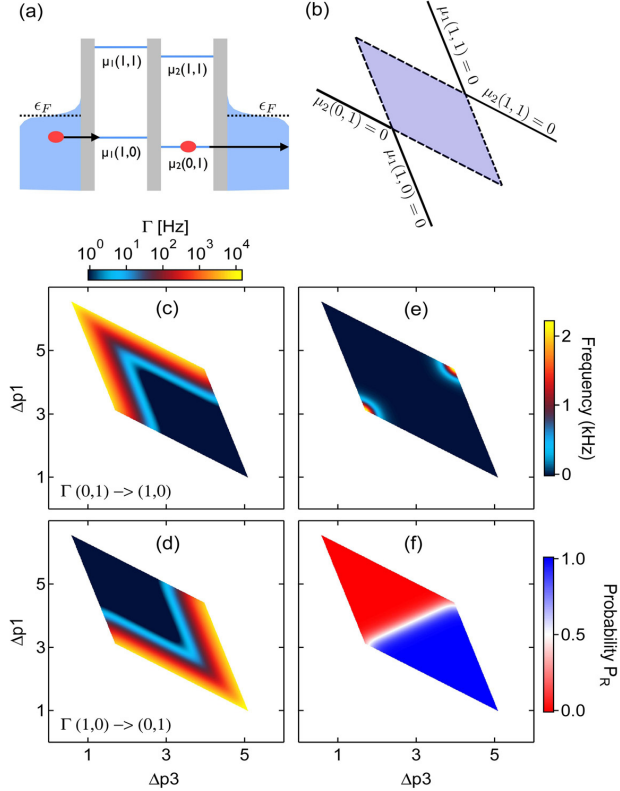 (a)
ϵF
ϵF
μ1(1,1)
μ2(1,1)
μ1(1,0)
μ2(0,1)
(b)
μ1(1,1) = 0
μ2(1,1) = 0
μ2(0,1) = 0
μ1(1,0) = 0
Γ [Hz]
10^0 10^1 10^2 10^3 10^4
(c)
5
3
1
Δp1
Γ (0,1) −> (1,0)
(e)
2
1
0
Frequency (kHz)
(d)
5
3
1
Δp1
Γ (1,0) −> (0,1)
1 3 5
Δp3
(f)
1 3 5
Δp3
1.0
0.5
0.0
Probability PR